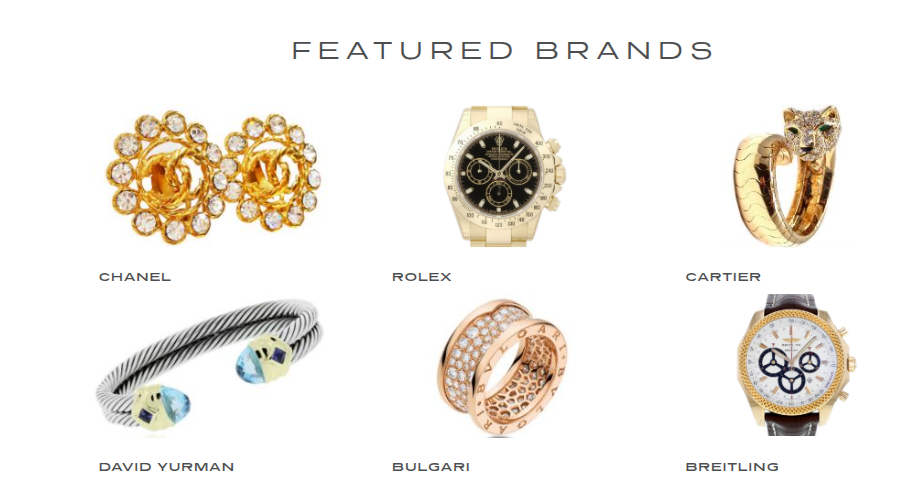 FEATURED BRANDS
CHANEL
ROLEX
CARTIER
DAVID YURMAN
BULGARI
BREITLING